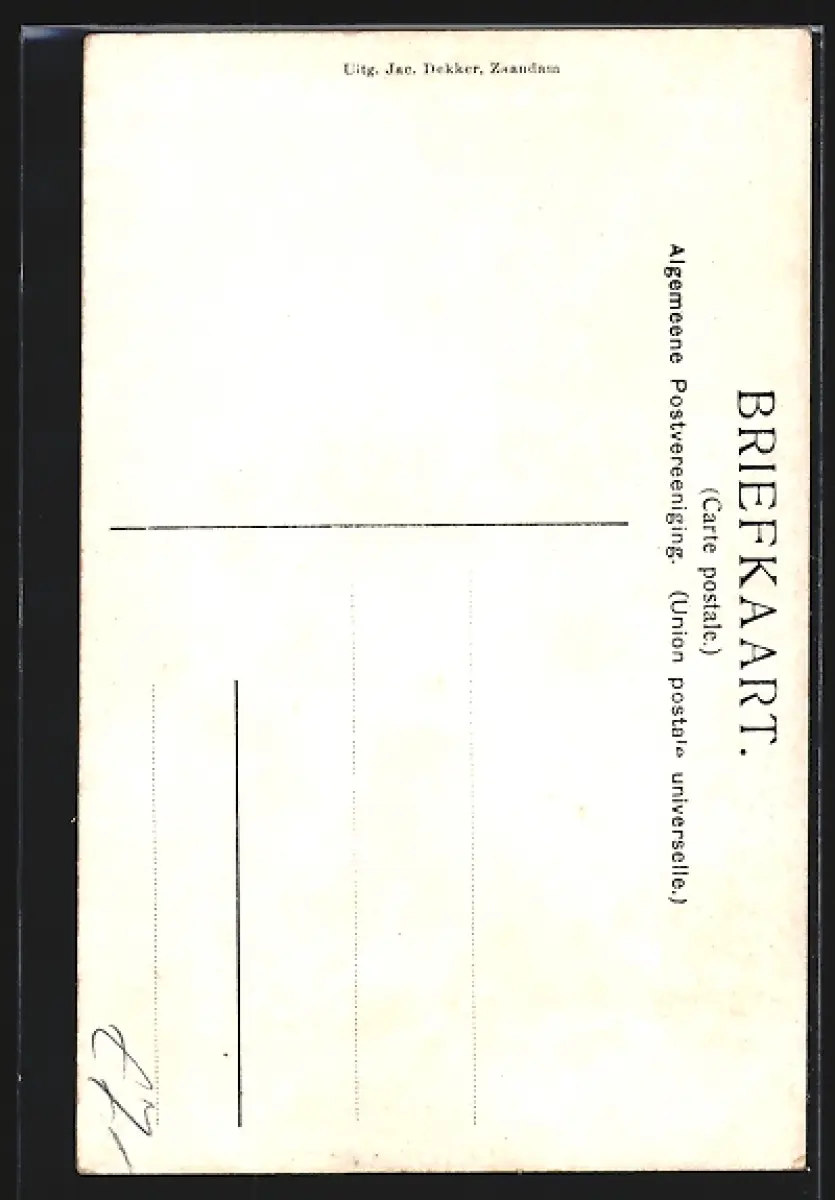 BRIEFKAART.
(Carte postale.)
Algemeene Postvereeniging. (Union postale universelle.)
Uitg. Jac. Dekker, Zaandam